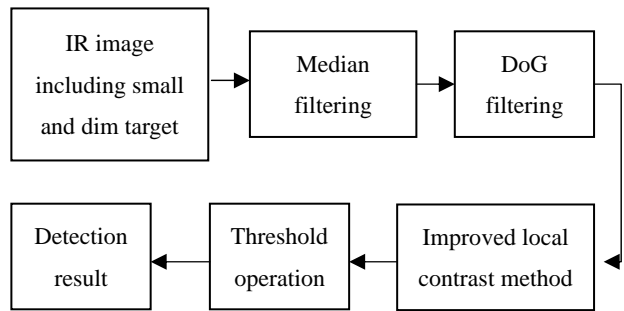 IR image
including small
and dim target
Median
filtering
DoG
filtering
Improved local
contrast method
Threshold
operation
Detection
result